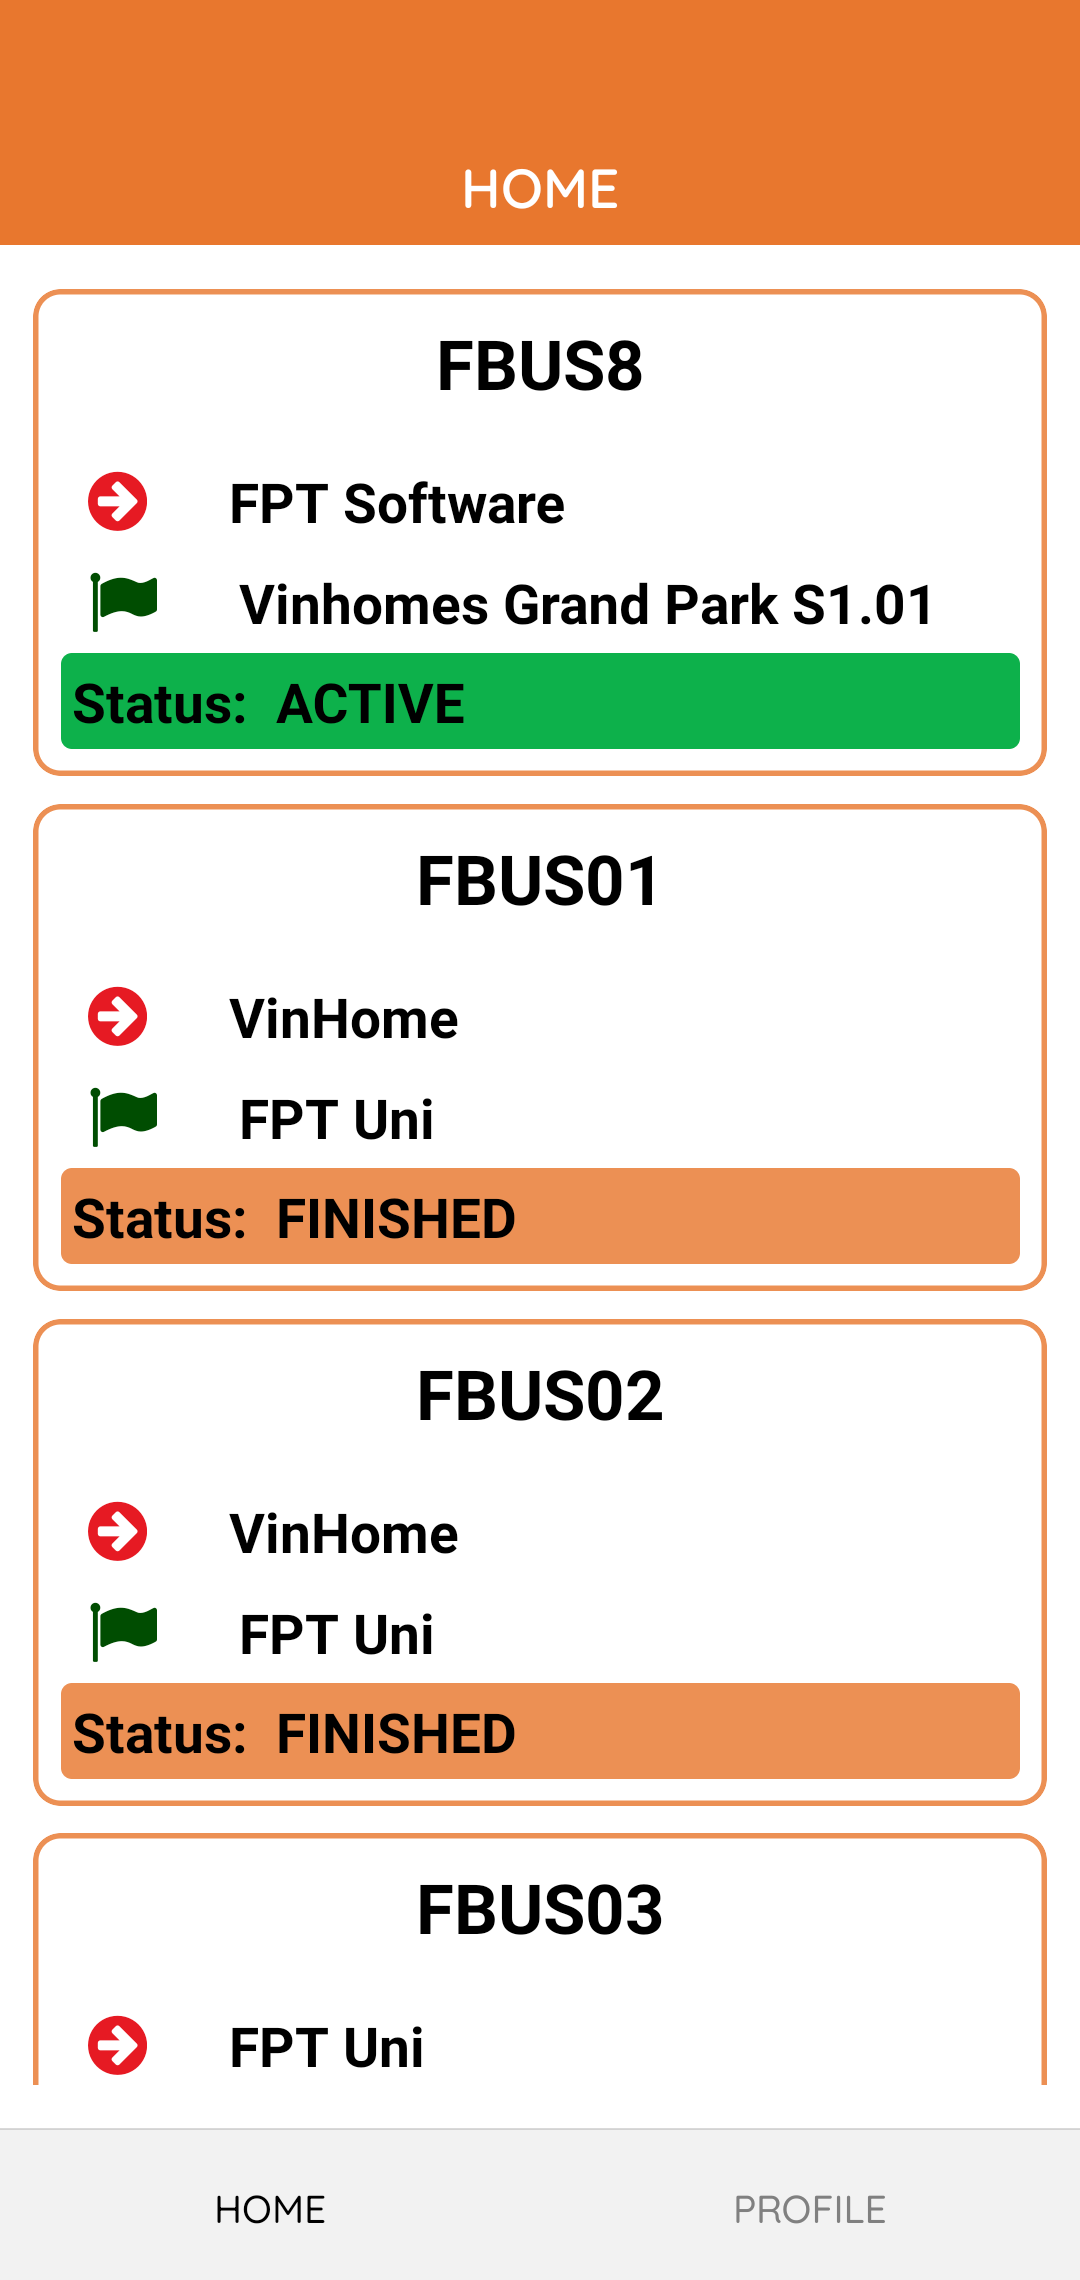 HOME
FBUS8
FPT Software
Vinhomes Grand Park S1.01
Status: ACTIVE
FBUS01
VinHome
FPT Uni
Status: FINISHED
FBUS02
VinHome
FPT Uni
Status: FINISHED
FBUS03
FPT Uni
HOME
PROFILE